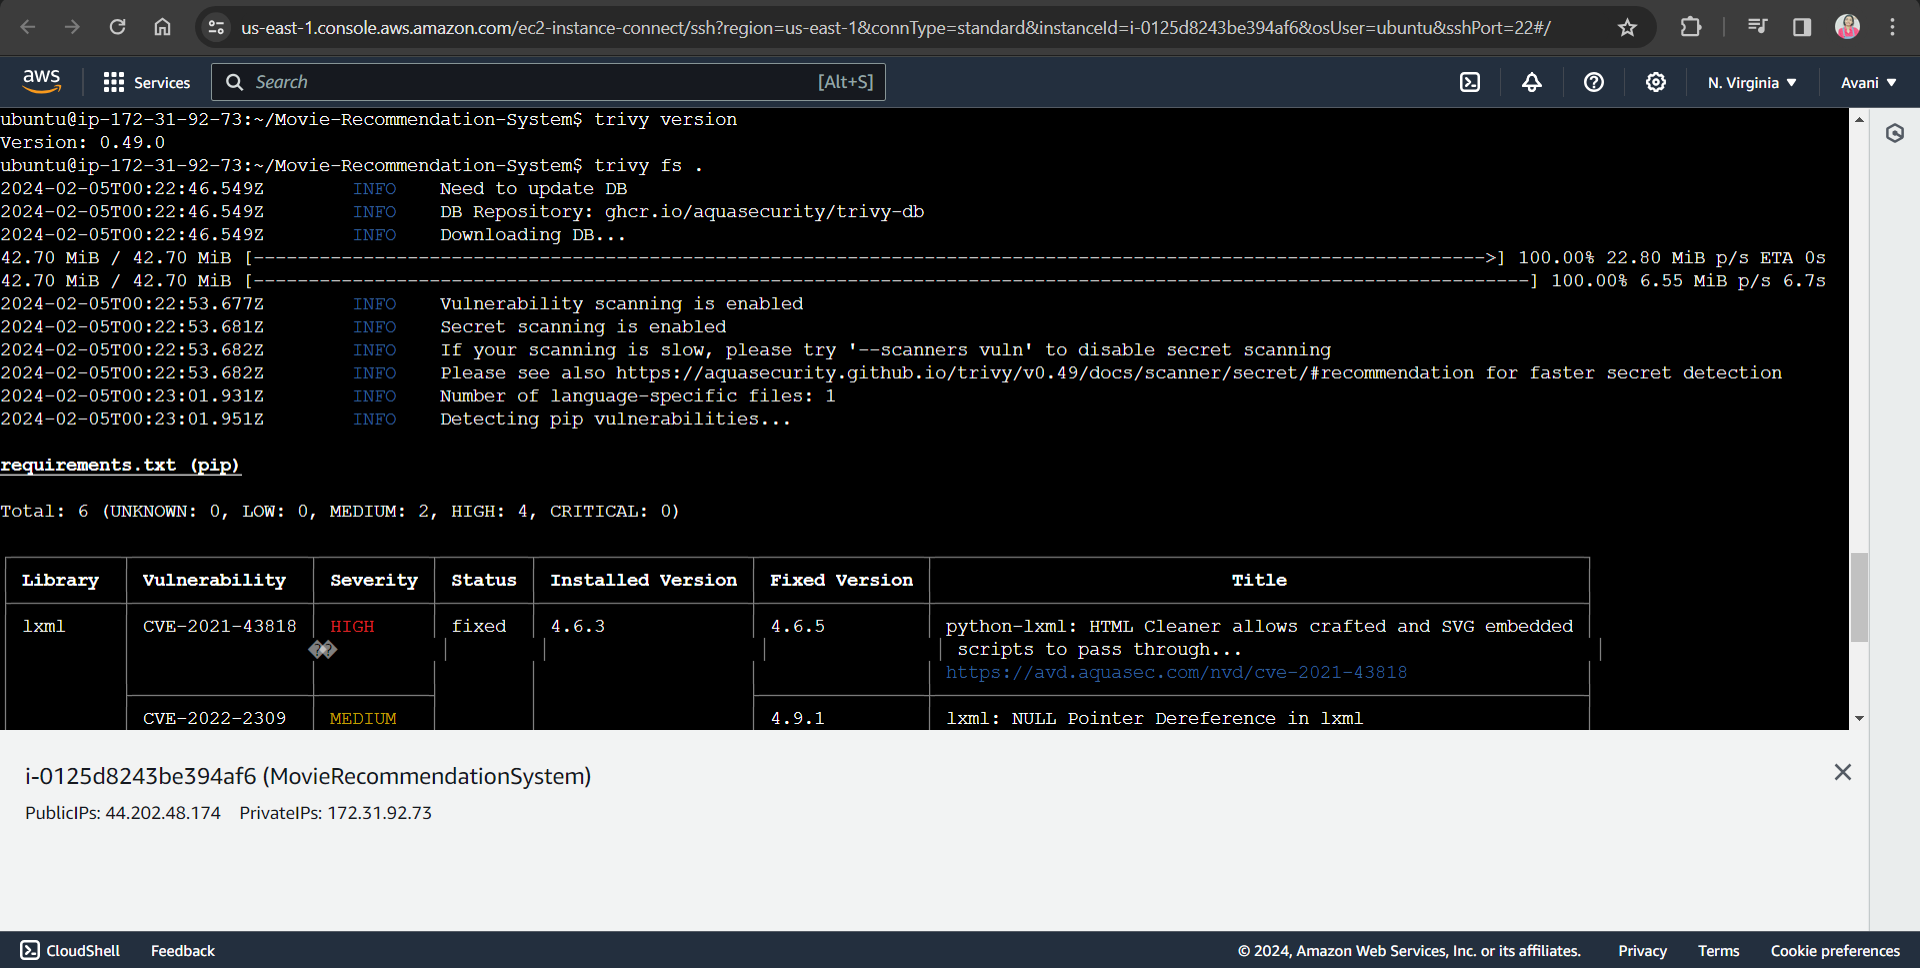 us-east-1.console.aws.amazon.com/ec2-instance-connect/ssh?region=us-east-1&connType=standard&instanceId=i-0125d8243be394af6&osUser=ubuntu&sshPort=22#/
aws Services Search [Alt+S] N. Virginia ▼ Avani ▼
ubuntu@ip-172-31-92-73:~/Movie-Recommendation-System$ trivy version
Version: 0.49.0
ubuntu@ip-172-31-92-73:~/Movie-Recommendation-System$ trivy fs .
2024-02-05T00:22:46.549Z INFO Need to update DB
2024-02-05T00:22:46.549Z INFO DB Repository: ghcr.io/aquasecurity/trivy-db
2024-02-05T00:22:46.549Z INFO Downloading DB...
42.70 MiB / 42.70 MiB [---------------------------------------------------------------------------------------------------------------->] 100.00% 22.80 MiB p/s ETA 0s
42.70 MiB / 42.70 MiB [--------------------------------------------------------------------------------------------------------------------] 100.00% 6.55 MiB p/s 6.7s
2024-02-05T00:22:53.677Z INFO Vulnerability scanning is enabled
2024-02-05T00:22:53.681Z INFO Secret scanning is enabled
2024-02-05T00:22:53.682Z INFO If your scanning is slow, please try '--scanners vuln' to disable secret scanning
2024-02-05T00:22:53.682Z INFO Please see also https://aquasecurity.github.io/trivy/v0.49/docs/scanner/secret/#recommendation for faster secret detection
2024-02-05T00:23:01.931Z INFO Number of language-specific files: 1
2024-02-05T00:23:01.951Z INFO Detecting pip vulnerabilities...
requirements.txt (pip)
Total: 6 (UNKNOWN: 0, LOW: 0, MEDIUM: 2, HIGH: 4, CRITICAL: 0)
Library Vulnerability Severity Status Installed Version Fixed Version Title
lxml CVE-2021-43818 HIGH fixed 4.6.3 4.6.5 python-lxml: HTML Cleaner allows crafted and SVG embedded
�� scripts to pass through...
https://avd.aquasec.com/nvd/cve-2021-43818
CVE-2022-2309 MEDIUM 4.9.1 lxml: NULL Pointer Dereference in lxml
i-0125d8243be394af6 (MovieRecommendationSystem)
PublicIPs: 44.202.48.174 PrivateIPs: 172.31.92.73
CloudShell Feedback © 2024, Amazon Web Services, Inc. or its affiliates. Privacy Terms Cookie preferences